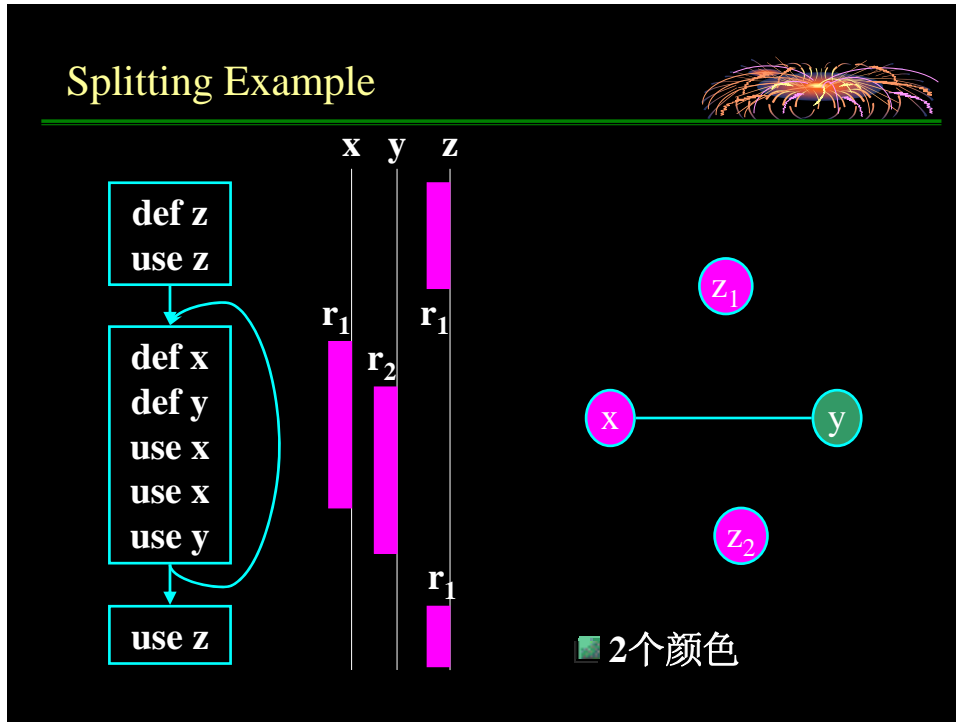 Splitting Example
x y z
def z
use z
r1 r1
def x
def y
use x
use x
use y
r2
r1
use z
z1
x y
z2
2个颜色